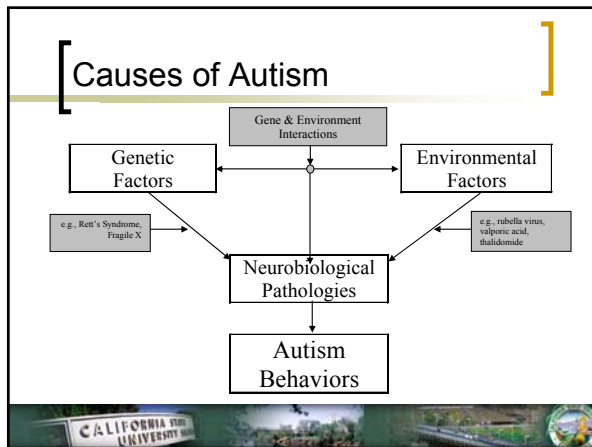 Causes of Autism
Gene & Environment
Interactions
Genetic
Factors
Environmental
Factors
e.g., Rett's Syndrome,
Fragile X
e.g., rubella virus,
valporic acid,
thalidomide
Neurobiological
Pathologies
Autism
Behaviors
CALIFORNIA STATE
UNIVERSITY